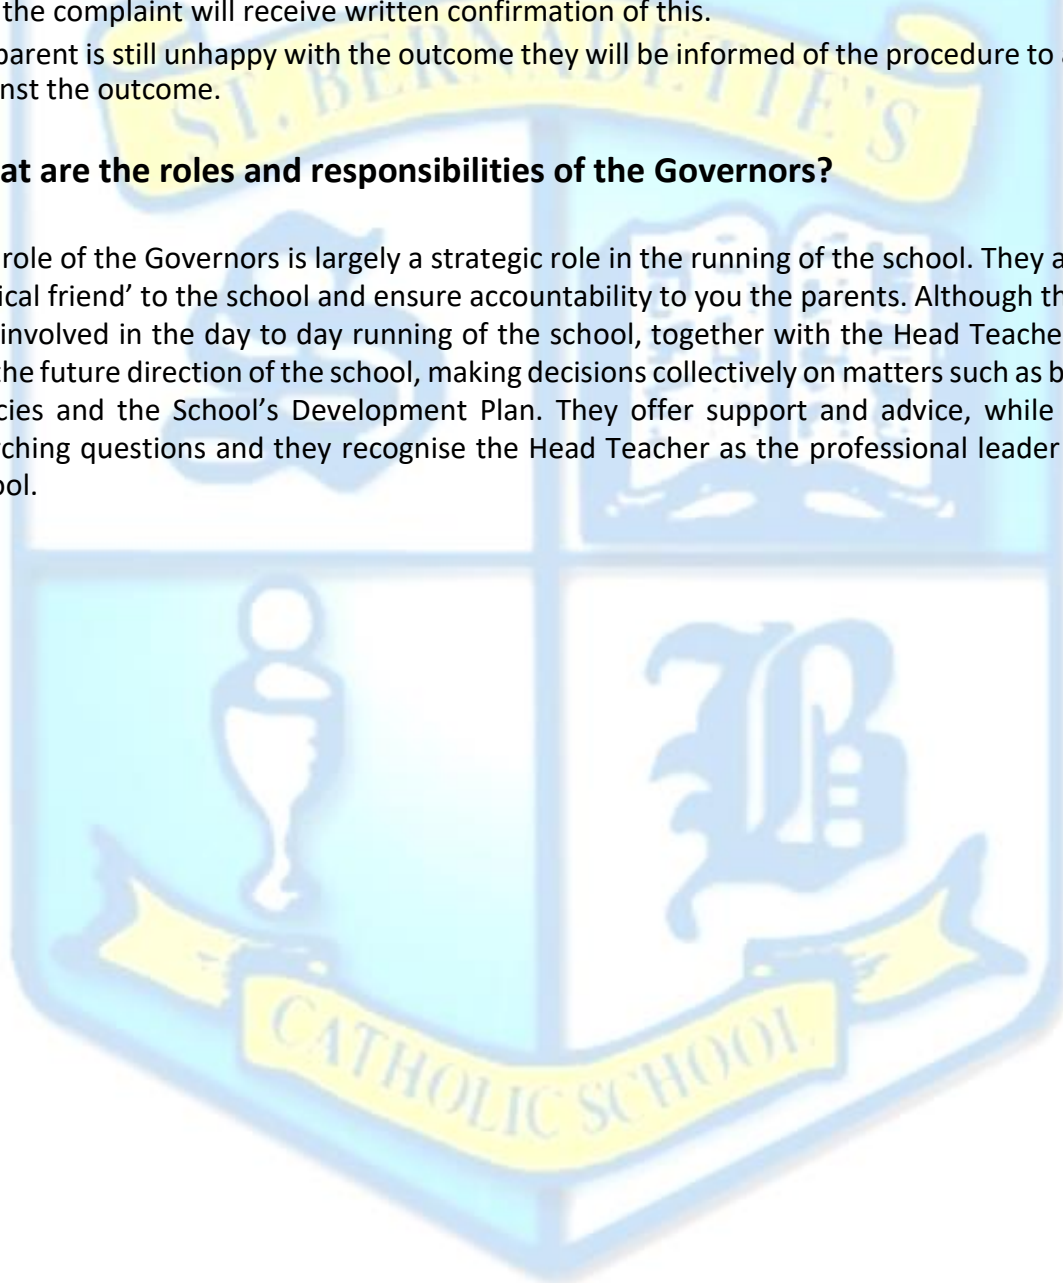 the complaint will receive written confirmation of this.
parent is still unhappy with the outcome they will be informed of the procedure to
nst the outcome.
at are the roles and responsibilities of the Governors?
role of the Governors is largely a strategic role in the running of the school. They a
ical friend’ to the school and ensure accountability to you the parents. Although th
involved in the day to day running of the school, together with the Head Teache
the future direction of the school, making decisions collectively on matters such as b
cies and the School’s Development Plan. They offer support and advice, while
rching questions and they recognise the Head Teacher as the professional leader
ool.
ST. BERNADETTE'S
S
B
CATHOLIC SCHOOL